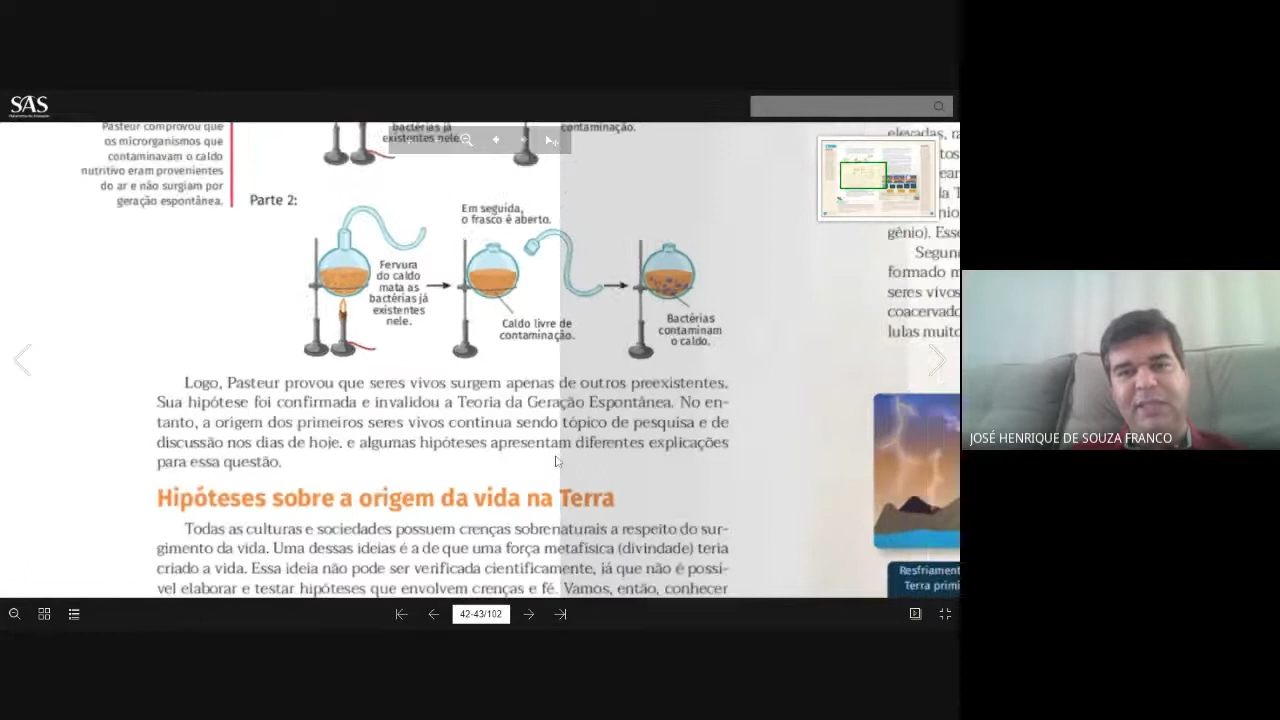 SAS
Pasteur comprovou que
os microrganismos que
contaminavam o caldo
nutritivo eram provenientes
do ar e não surgiam por
geração espontânea.
bactérias já
existentes nele.
contaminação.
Parte 2:
Fervura
do caldo
mata as
bactérias já
existentes
nele.
Em seguida,
o frasco é aberto.
Caldo livre de
contaminação.
Bactérias
contaminam
o caldo.
Logo, Pasteur provou que seres vivos surgem apenas de outros preexistentes.
Sua hipótese foi confirmada e invalidou a Teoria da Geração Espontânea. No en-
tanto, a origem dos primeiros seres vivos continua sendo tópico de pesquisa e de
discussão nos dias de hoje, e algumas hipóteses apresentam diferentes explicações
para essa questão.
Hipóteses sobre a origem da vida na Terra
Todas as culturas e sociedades possuem crenças sobrenaturais a respeito do sur-
gimento da vida. Uma dessas ideias é a de que uma força metafísica (divindade) teria
criado a vida. Essa ideia não pode ser verificada cientificamente, já que não é possí-
vel elaborar e testar hipóteses que envolvem crenças e fé. Vamos, então, conhecer
elevadas, ra
gênio). Esse
Segun
formado m
seres vivos
coacervado
lulas muito
Resfriament
Terra primi
42-43/102
JOSÉ HENRIQUE DE SOUZA FRANCO